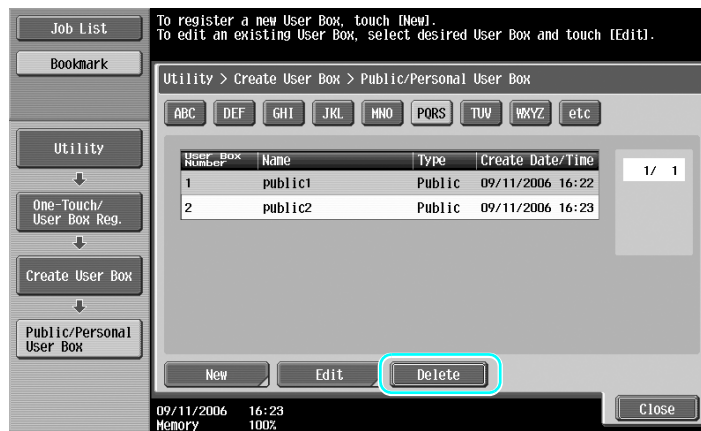 Job List
Bookmark
To register a new User Box, touch [New].
To edit an existing User Box, select desired User Box and touch [Edit].
Utility > Create User Box > Public/Personal User Box
ABC DEF GHI JKL MNO PQRS TUV WXYZ etc
Utility
One-Touch/
User Box Reg.
Create User Box
Public/Personal
User Box
User Box
Number Name Type Create Date/Time
1 public1 Public 09/11/2006 16:22
2 public2 Public 09/11/2006 16:23
1/ 1
New Edit Delete
09/11/2006 16:23
Memory 100%
Close